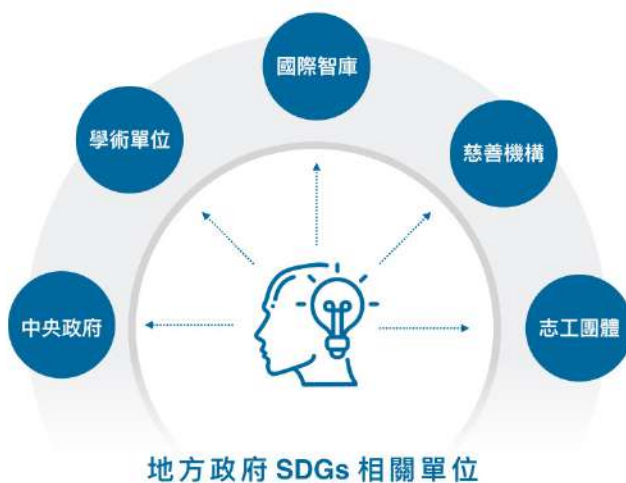 國際智庫
學術單位
慈善機構
中央政府
志工團體
地方政府 SDGs 相關單位